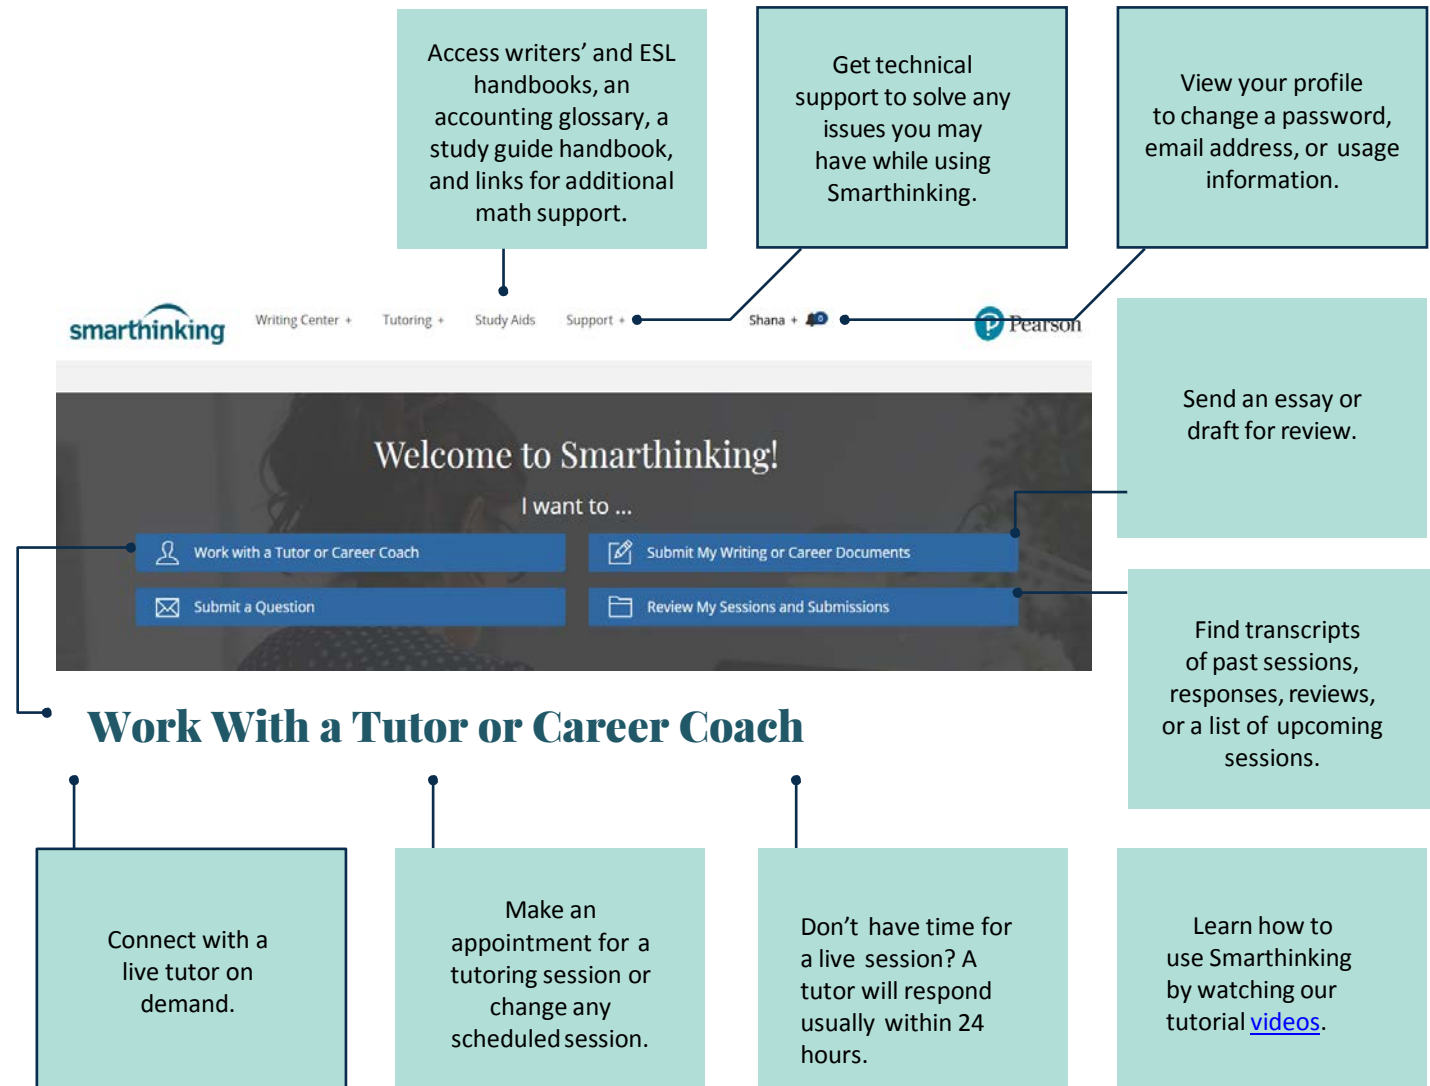 Access writers’ and ESL
handbooks, an
accounting glossary, a
study guide handbook,
and links for additional
math support.
Get technical
support to solve any
issues you may
have while using
Smarthinking.
View your profile
to change a password,
email address, or usage
information.
smarthinking
Writing Center +
Tutoring +
Study Aids
Support +
Shana +
0
Pearson
Welcome to Smarthinking!
I want to ...
Work with a Tutor or Career Coach
Submit My Writing or Career Documents
Submit a Question
Review My Sessions and Submissions
Send an essay or
draft for review.
Find transcripts
of past sessions,
responses, reviews,
or a list of upcoming
sessions.
Work With a Tutor or Career Coach
Connect with a
live tutor on
demand.
Make an
appointment for a
tutoring session or
change any
scheduled session.
Don’t have time for
a live session? A
tutor will respond
usually within 24
hours.
Learn how to
use Smarthinking
by watching our
tutorial videos.